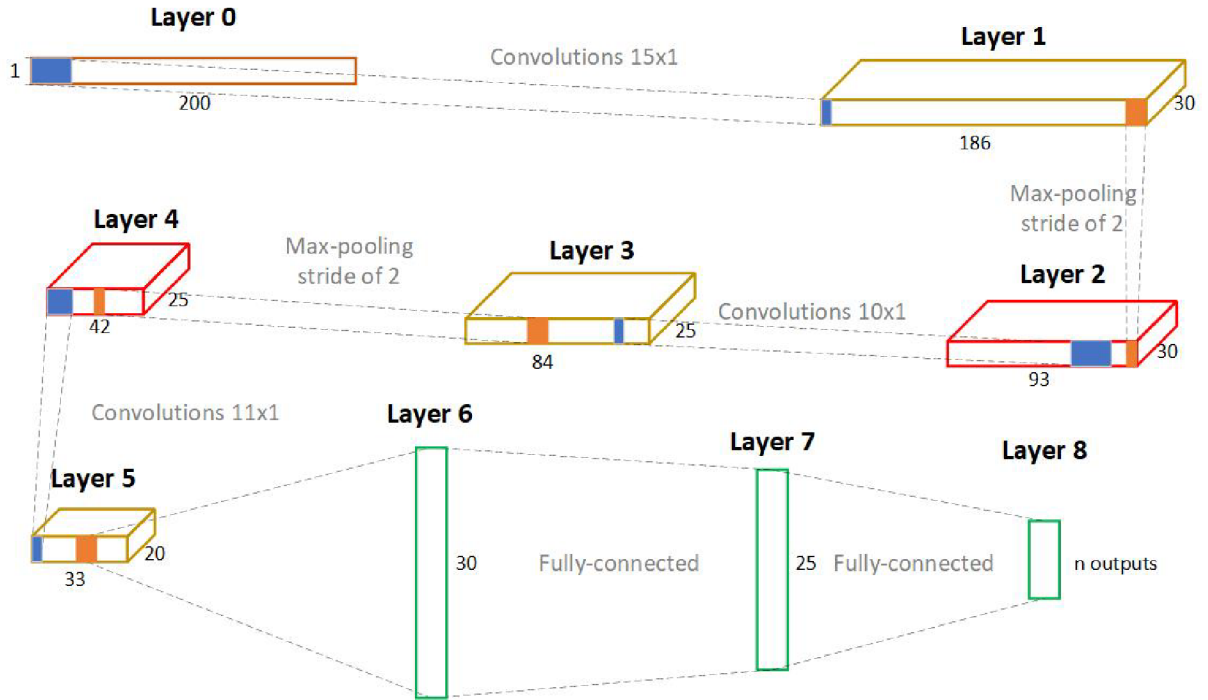 Layer 0
1
200
Convolutions 15x1
Layer 1
30
186
Max-pooling
stride of 2
Layer 4
25
42
Max-pooling
stride of 2
Layer 3
25
84
Convolutions 10x1
Layer 2
30
93
Convolutions 11x1
Layer 5
20
33
Layer 6
30
Fully-connected
Layer 7
25
Fully-connected
Layer 8
n outputs